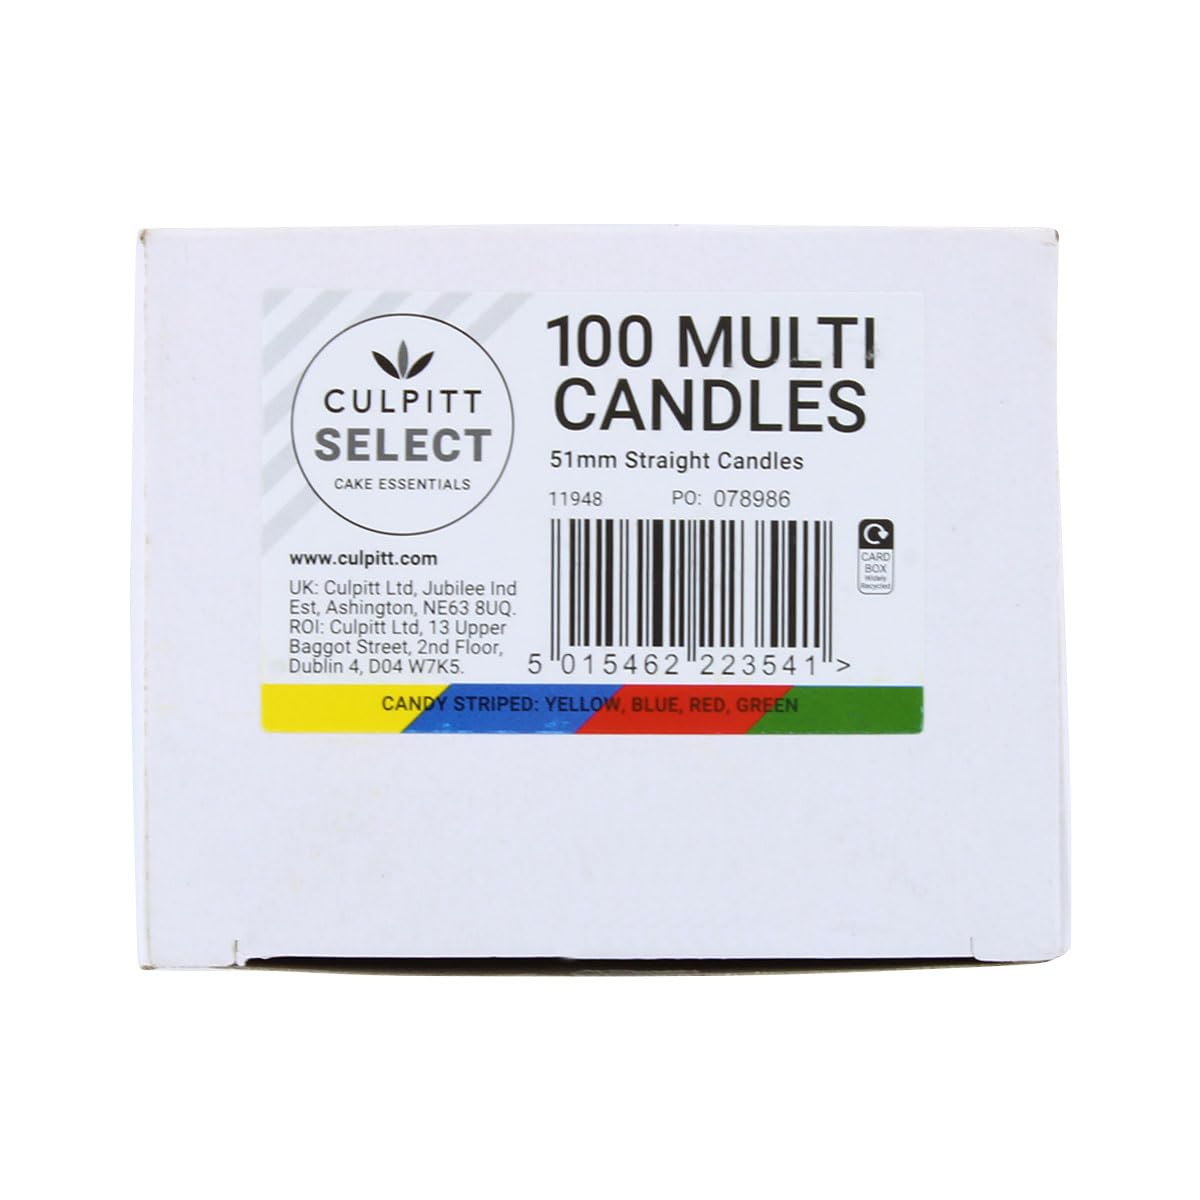 CULPITT
SELECT
CAKE ESSENTIALS
www.culpitt.com
UK: Culpitt Ltd, Jubilee Ind
Est, Ashington, NE63 8UQ.
ROI: Culpitt Ltd, 13 Upper
Baggot Street, 2nd Floor,
Dublin 4, D04 W7K5.
100 MULTI
CANDLES
51mm Straight Candles
11948 PO: 078986
5 015462 223541 >
CARD
BOX
Widely
Recycled
CANDY STRIPED: YELLOW, BLUE, RED, GREEN